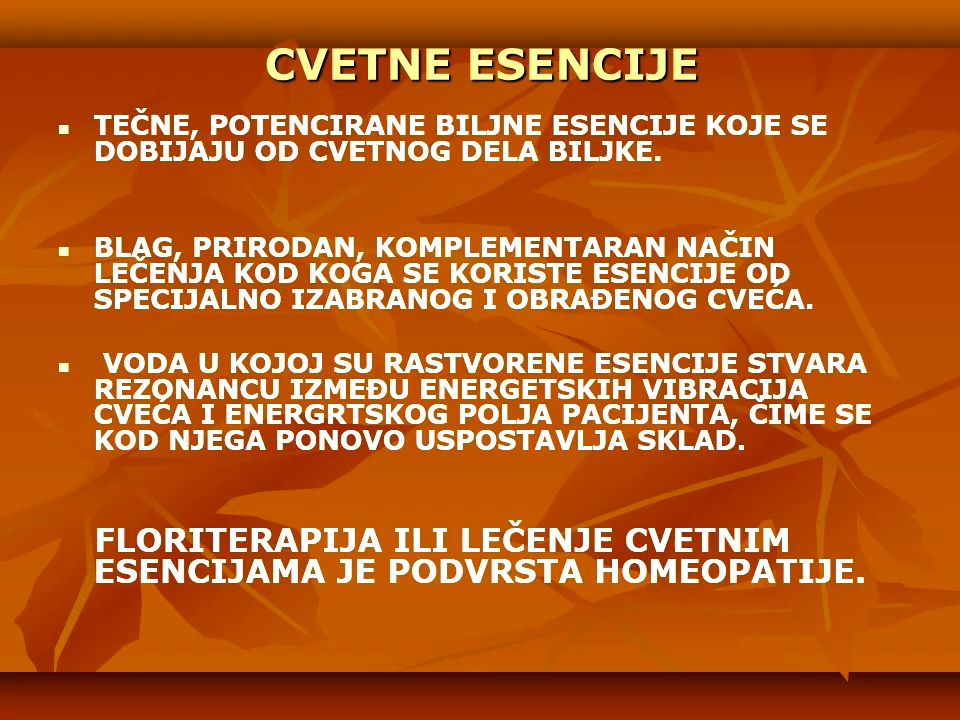 CVETNE ESENCIJE
TEČNE, POTENCIRANE BILJNE ESENCIJE KOJE SE
DOBIJAJU OD CVETNOG DELA BILJKE.
BLAG, PRIRODAN, KOMPLEMENTARAN NAČIN
LEČENJA KOD KOGA SE KORISTE ESENCIJE OD
SPECIJALNO IZABRANOG I OBRAĐENOG CVEĆA.
VODA U KOJOJ SU RASTVORENE ESENCIJE STVARA
REZONANCU IZMEĐU ENERGETSKIH VIBRACIJA
CVEĆA I ENERGRTSKOG POLJA PACIJENTA, ČIME SE
KOD NJEGA PONOVO USPOSTAVLJA SKLAD.
FLORITERAPIJA ILI LEČENJE CVETNIM
ESENCIJAMA JE PODVRSTA HOMEOPATIJE.